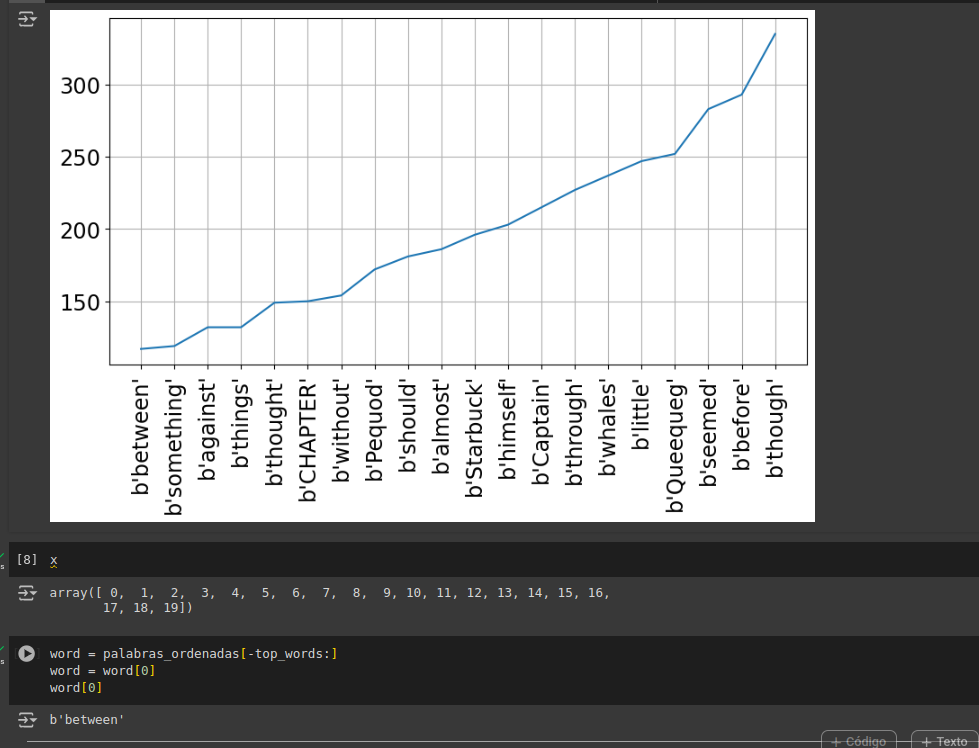 300
250
200
150
b'between'
b'something'
b'against'
b'things'
b'thought'
b'CHAPTER'
b'without'
b'Pequod'
b'should'
b'almost'
b'Starbuck'
b'himself'
b'Captain'
b'through'
b'whales'
b'little'
b'Queequeg'
b'seemed'
b'before'
b'though'
s
[8] x
array([ 0,  1,  2,  3,  4,  5,  6,  7,  8,  9, 10, 11, 12, 13, 14, 15, 16,
       17, 18, 19])
s
word = palabras_ordenadas[-top_words:]
word = word[0]
word[0]
b'between'
+ Código + Texto